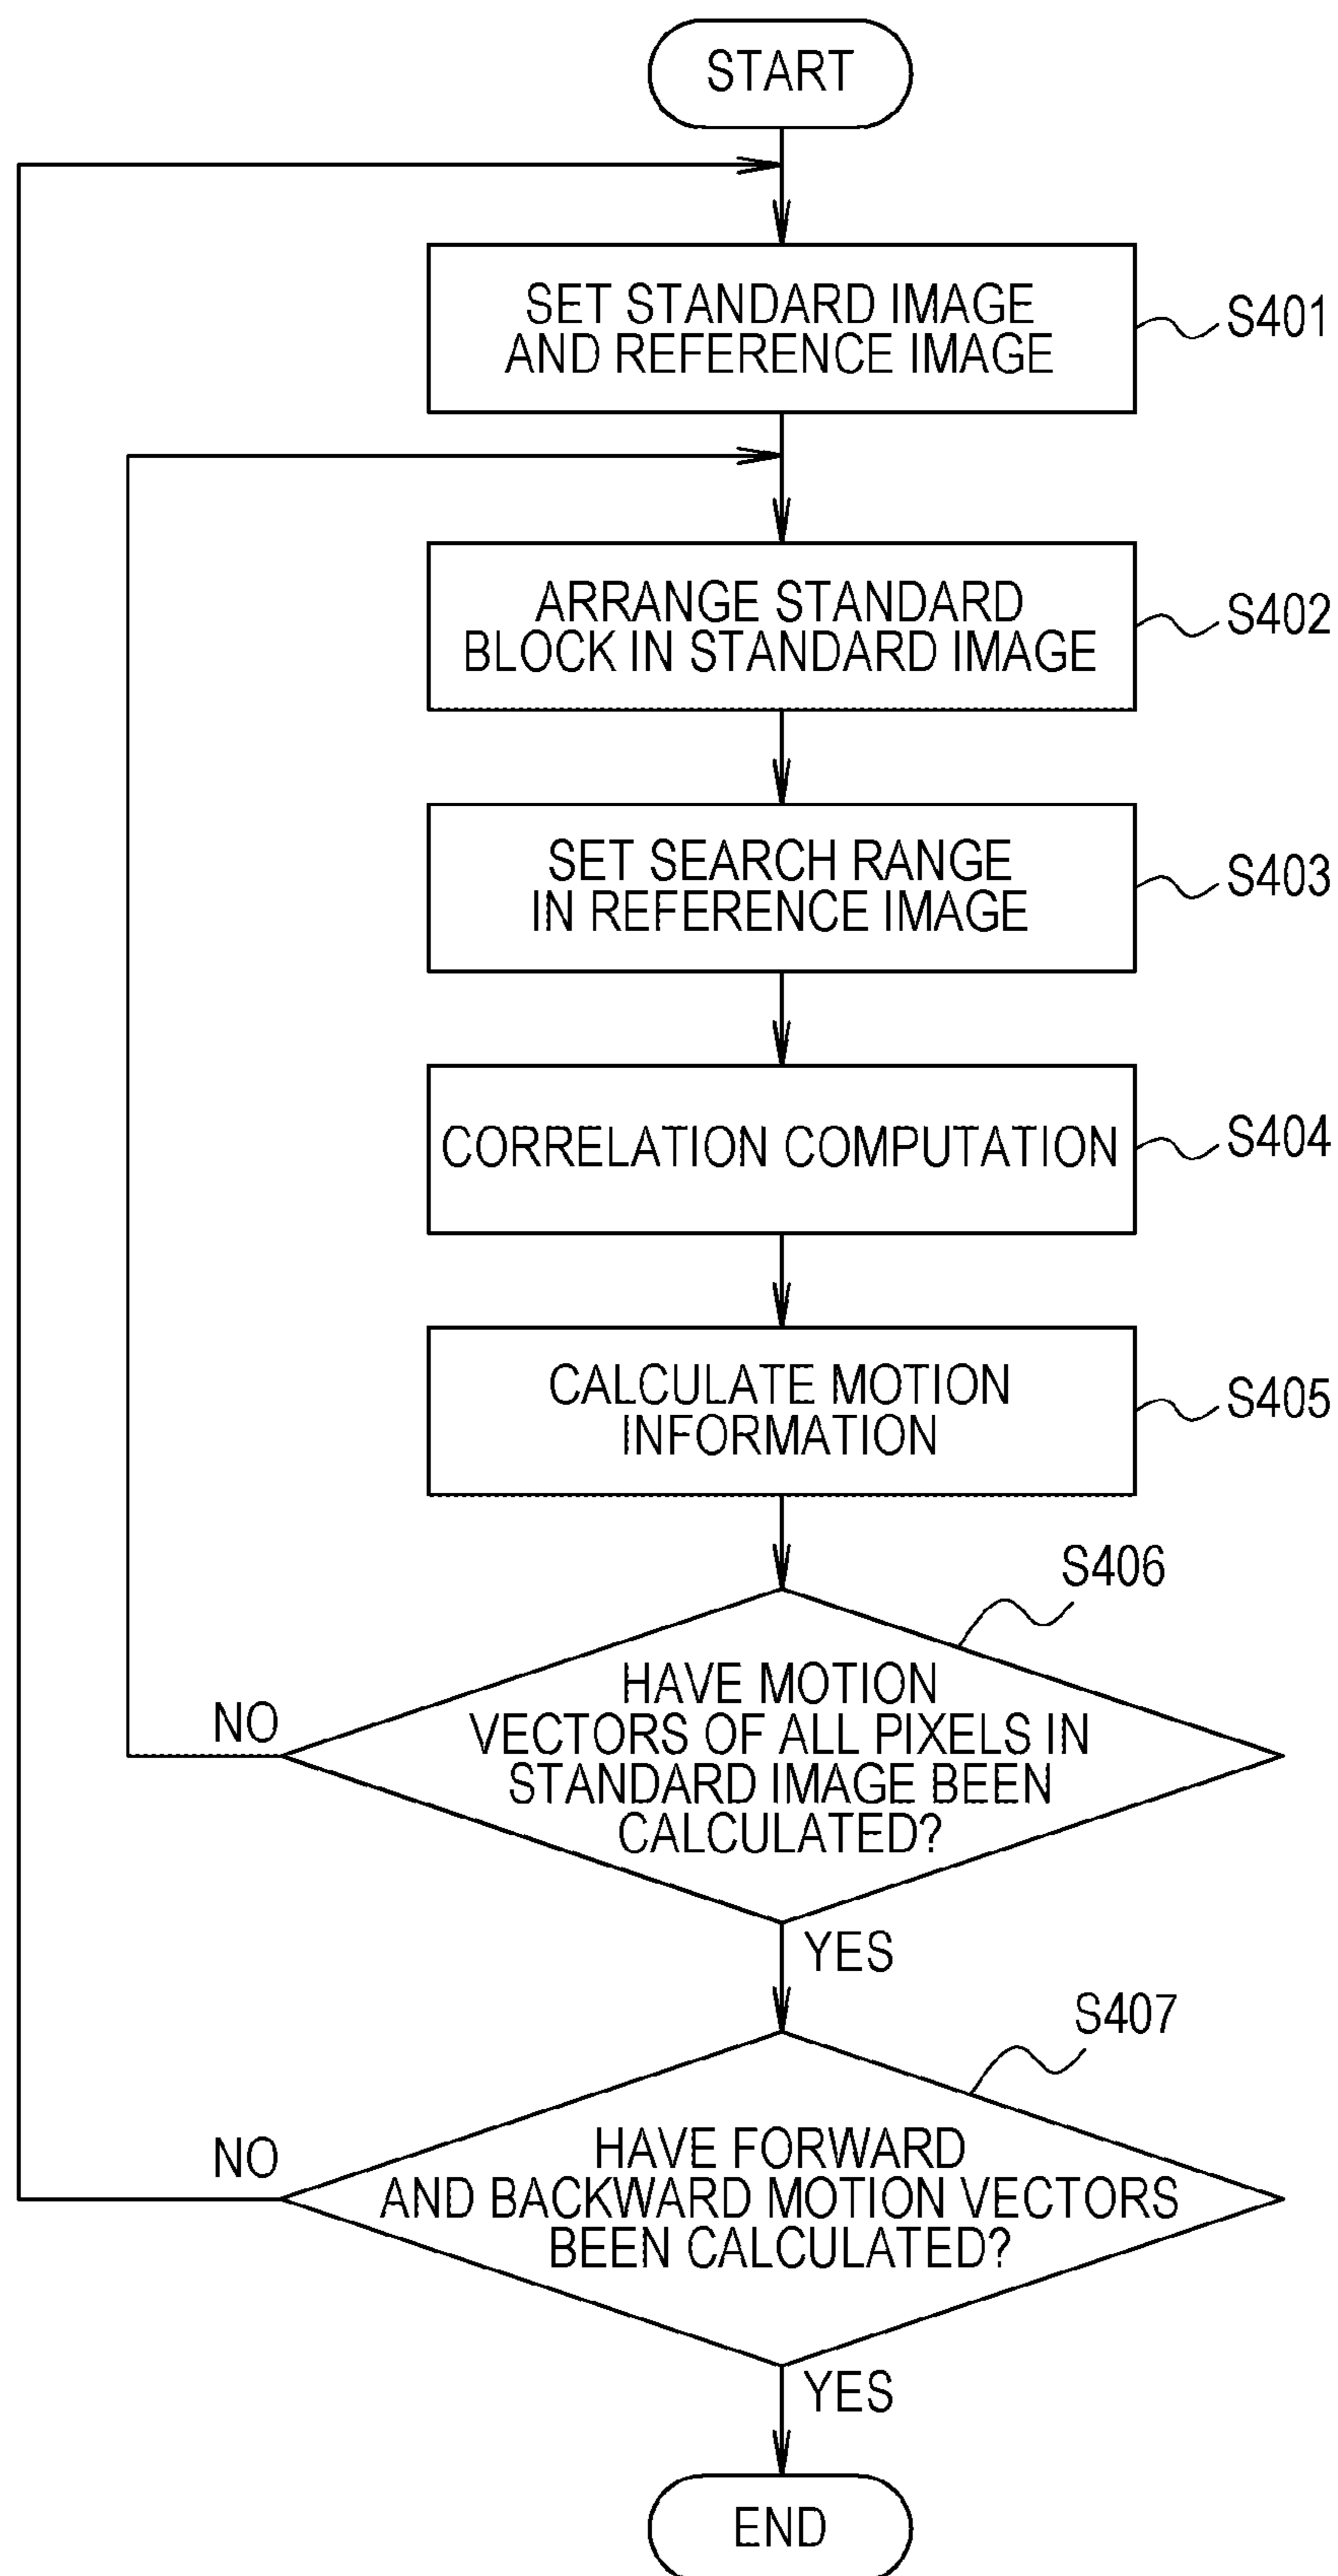 START
SET STANDARD IMAGE
AND REFERENCE IMAGE
S401
ARRANGE STANDARD
BLOCK IN STANDARD IMAGE
S402
SET SEARCH RANGE
IN REFERENCE IMAGE
S403
CORRELATION COMPUTATION
S404
CALCULATE MOTION
INFORMATION
S405
S406
HAVE MOTION
VECTORS OF ALL PIXELS IN
STANDARD IMAGE BEEN
CALCULATED?
NO
YES
S407
HAVE FORWARD
AND BACKWARD MOTION VECTORS
BEEN CALCULATED?
NO
YES
END